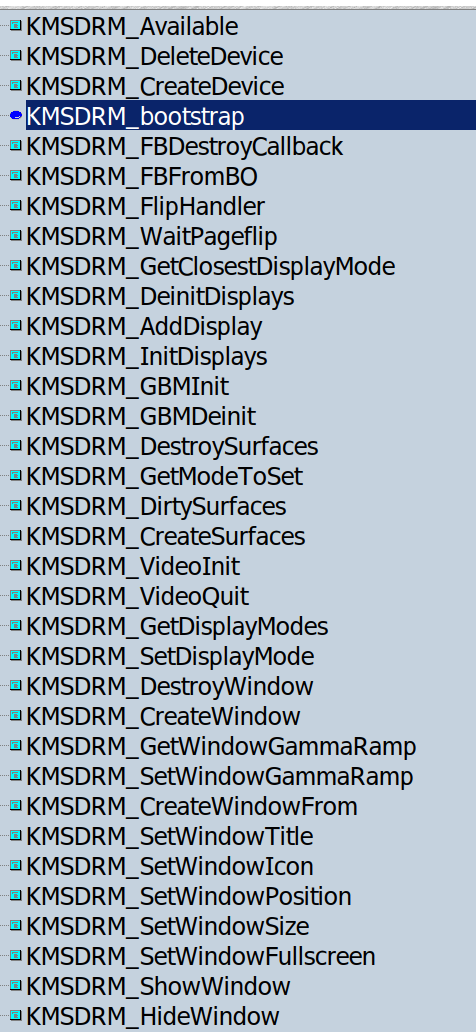 KMSDRM_Available
KMSDRM_DeleteDevice
KMSDRM_CreateDevice
KMSDRM_bootstrap
KMSDRM_FBDestroyCallback
KMSDRM_FBFromBO
KMSDRM_FlipHandler
KMSDRM_WaitPageflip
KMSDRM_GetClosestDisplayMode
KMSDRM_DeinitDisplays
KMSDRM_AddDisplay
KMSDRM_InitDisplays
KMSDRM_GBMInit
KMSDRM_GBMDeinit
KMSDRM_DestroySurfaces
KMSDRM_GetModeToSet
KMSDRM_DirtySurfaces
KMSDRM_CreateSurfaces
KMSDRM_VideoInit
KMSDRM_VideoQuit
KMSDRM_GetDisplayModes
KMSDRM_SetDisplayMode
KMSDRM_DestroyWindow
KMSDRM_CreateWindow
KMSDRM_GetWindowGammaRamp
KMSDRM_SetWindowGammaRamp
KMSDRM_CreateWindowFrom
KMSDRM_SetWindowTitle
KMSDRM_SetWindowIcon
KMSDRM_SetWindowPosition
KMSDRM_SetWindowSize
KMSDRM_SetWindowFullscreen
KMSDRM_ShowWindow
KMSDRM_HideWindow